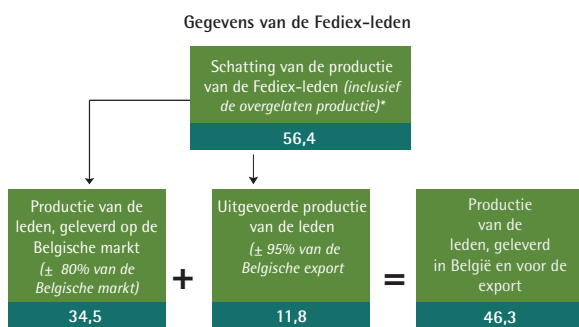 Gegevens van de Fediex-leden
Schatting van de productie
van de Fediex-leden (inclusief
de overgelaten productie)*
56,4
Productie van de
leden, geleverd op de
Belgische markt
(± 80% van de
Belgische markt)
34,5
+
Uitgevoerde productie
van de leden
(± 95% van de
Belgische export
11,8
=
Productie
van de
leden, geleverd
in België en voor de
export
46,3